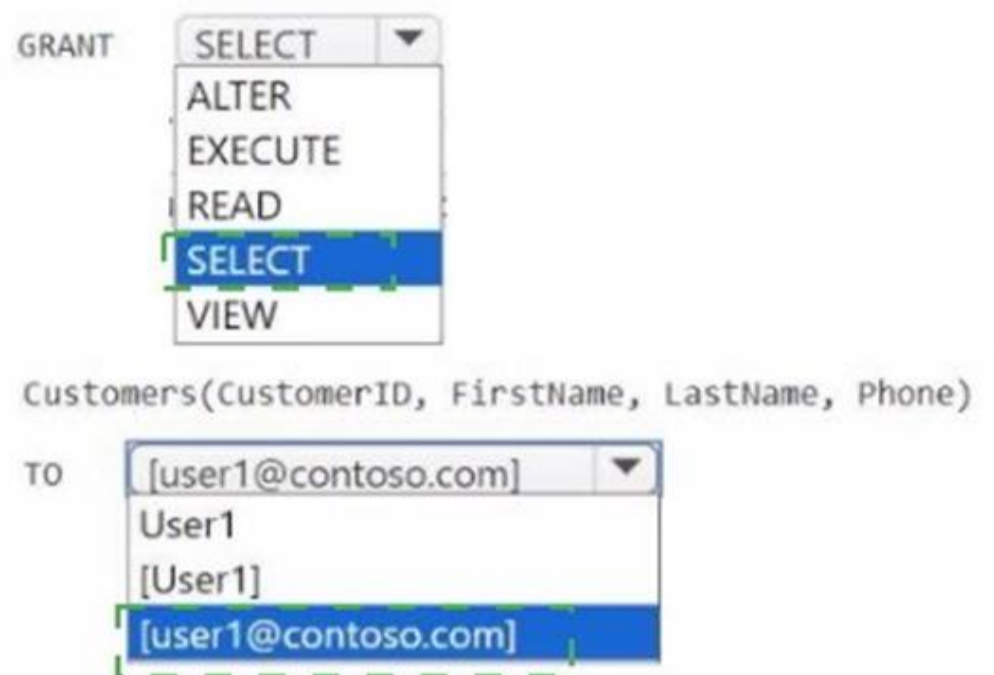 GRANT SELECT
ALTER
EXECUTE
READ
SELECT
VIEW
Customers(CustomerID, FirstName, LastName, Phone)
TO [user1@contoso.com]
User1
[User1]
[user1@contoso.com]